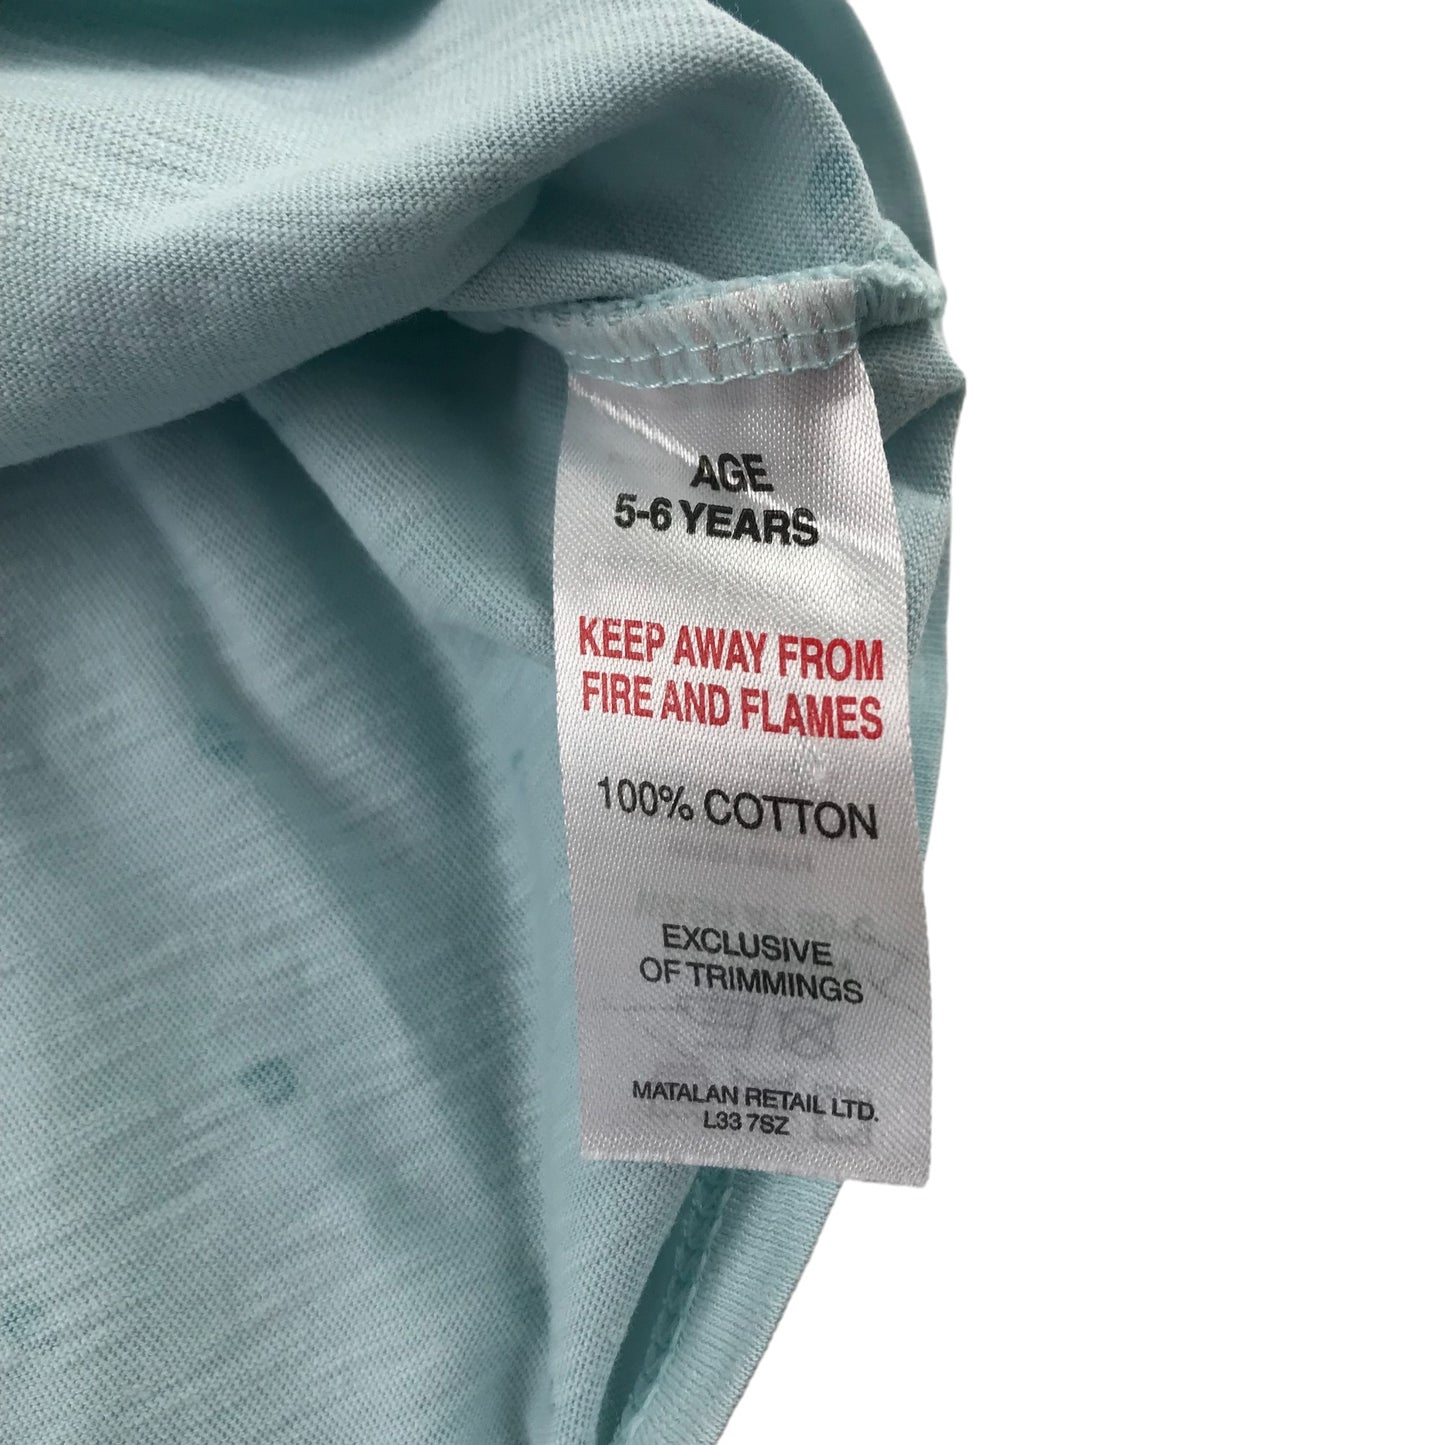 AGE
5-6 YEARS
KEEP AWAY FROM
FIRE AND FLAMES
100% COTTON
EXCLUSIVE
OF TRIMMINGS
MATALAN RETAIL LTD.
L33 7SZ